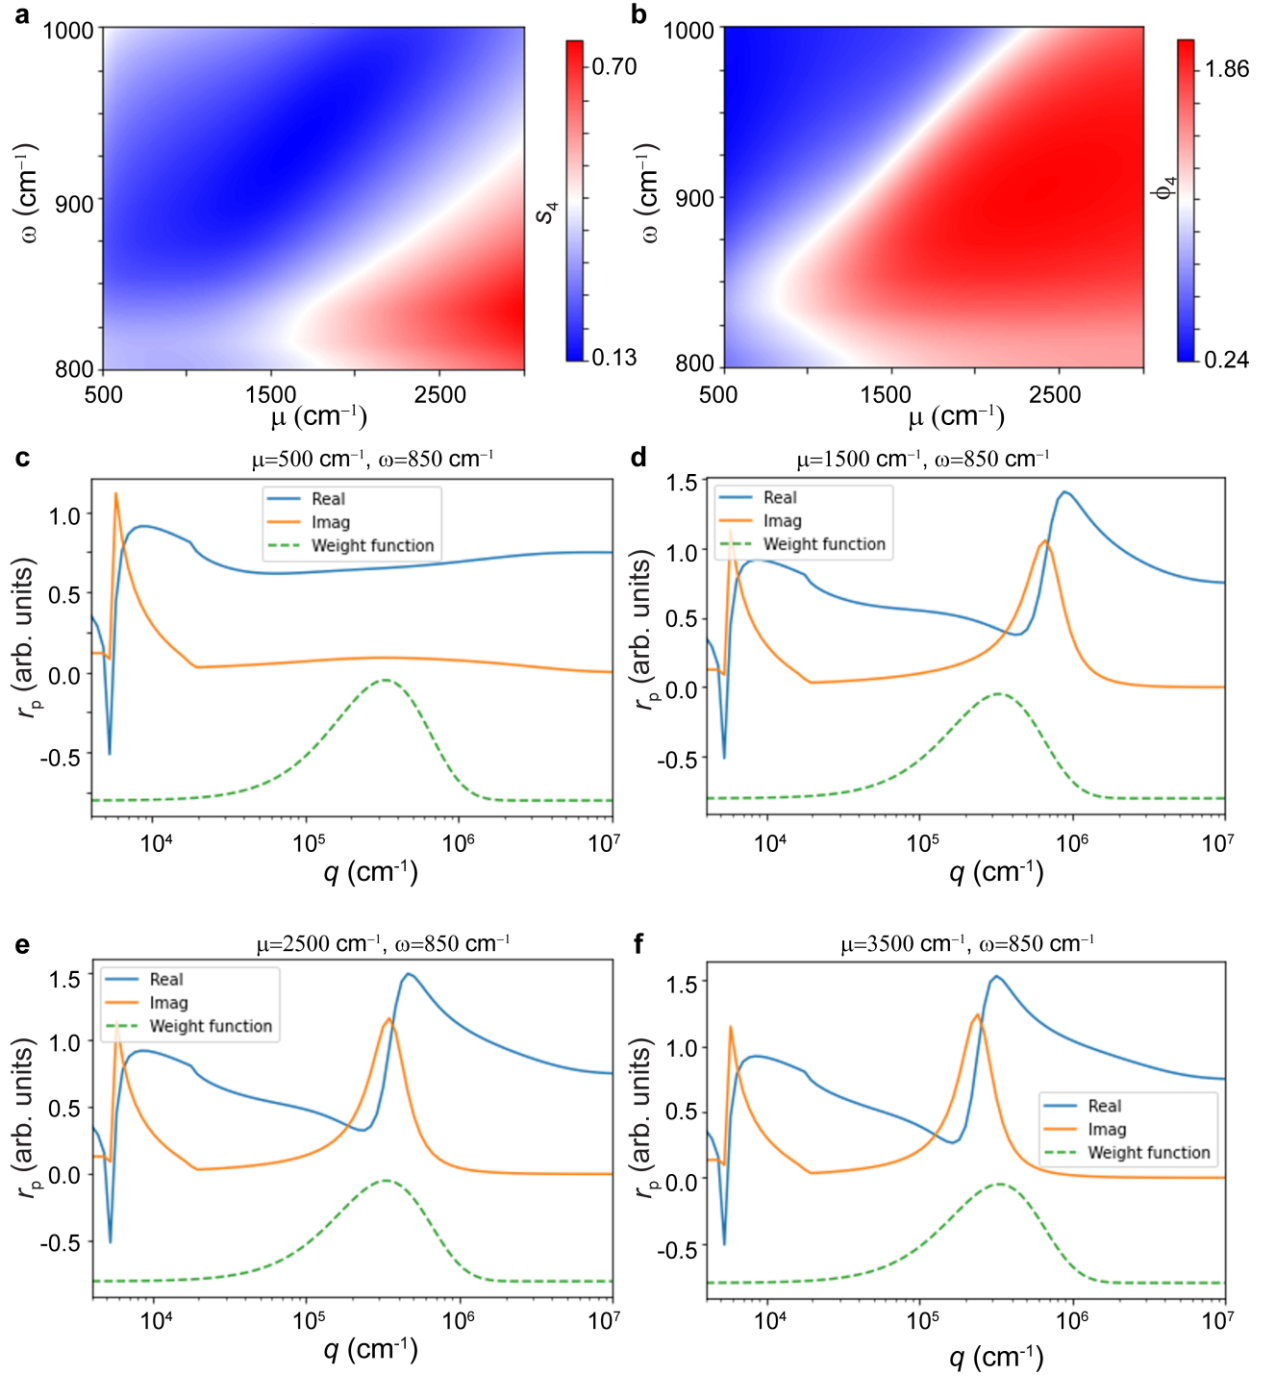 a
1000
900
800
ω (cm⁻¹)
500
1500
2500
μ (cm⁻¹)
0.70
0.13
s₄
b
1000
900
800
ω (cm⁻¹)
500
1500
2500
μ (cm⁻¹)
1.86
0.24
ϕ₄
c
μ=500 cm⁻¹, ω=850 cm⁻¹
Real
Imag
Weight function
1.0
0.5
0.0
-0.5
rₚ (arb. units)
10⁴
10⁵
10⁶
10⁷
q (cm⁻¹)
d
μ=1500 cm⁻¹, ω=850 cm⁻¹
Real
Imag
Weight function
1.5
1.0
0.5
0.0
-0.5
rₚ (arb. units)
10⁴
10⁵
10⁶
10⁷
q (cm⁻¹)
e
μ=2500 cm⁻¹, ω=850 cm⁻¹
Real
Imag
Weight function
1.5
1.0
0.5
0.0
-0.5
rₚ (arb. units)
10⁴
10⁵
10⁶
10⁷
q (cm⁻¹)
f
μ=3500 cm⁻¹, ω=850 cm⁻¹
Real
Imag
Weight function
1.5
1.0
0.5
0.0
-0.5
rₚ (arb. units)
10⁴
10⁵
10⁶
10⁷
q (cm⁻¹)